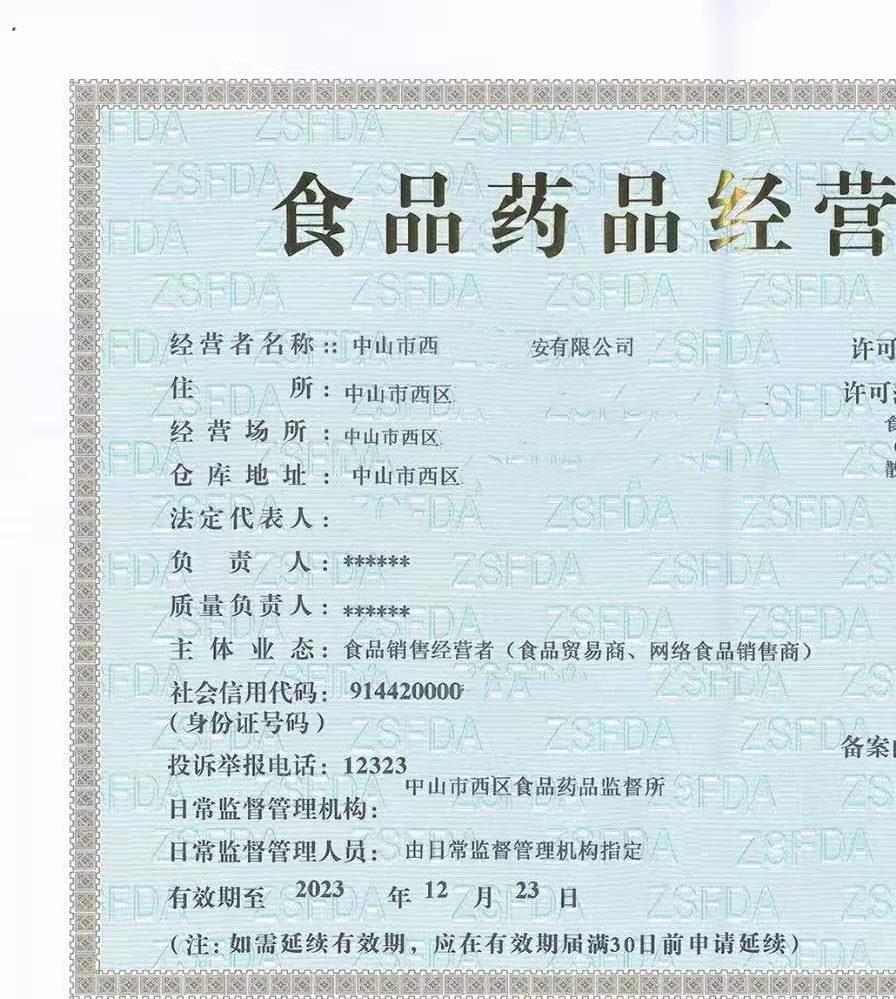 食品药品经营
经营者名称:: 中山市西 安有限公司
许可
住所: 中山市西区
许可
经营场所: 中山市西区
仓库地址: 中山市西区
法定代表人:
负责人: ******
质量负责人: ******
主体业态: 食品销售经营者（食品贸易商、网络食品销售商）
社会信用代码: 914420000
(身份证号码)
备案
投诉举报电话: 12323
中山市西区食品药品监督所
日常监督管理机构:
日常监督管理人员: 由日常监督管理机构指定
有效期至 2023 年 12 月 23 日
(注: 如需延续有效期，应在有效期届满30日前申请延续)
ZSFDA